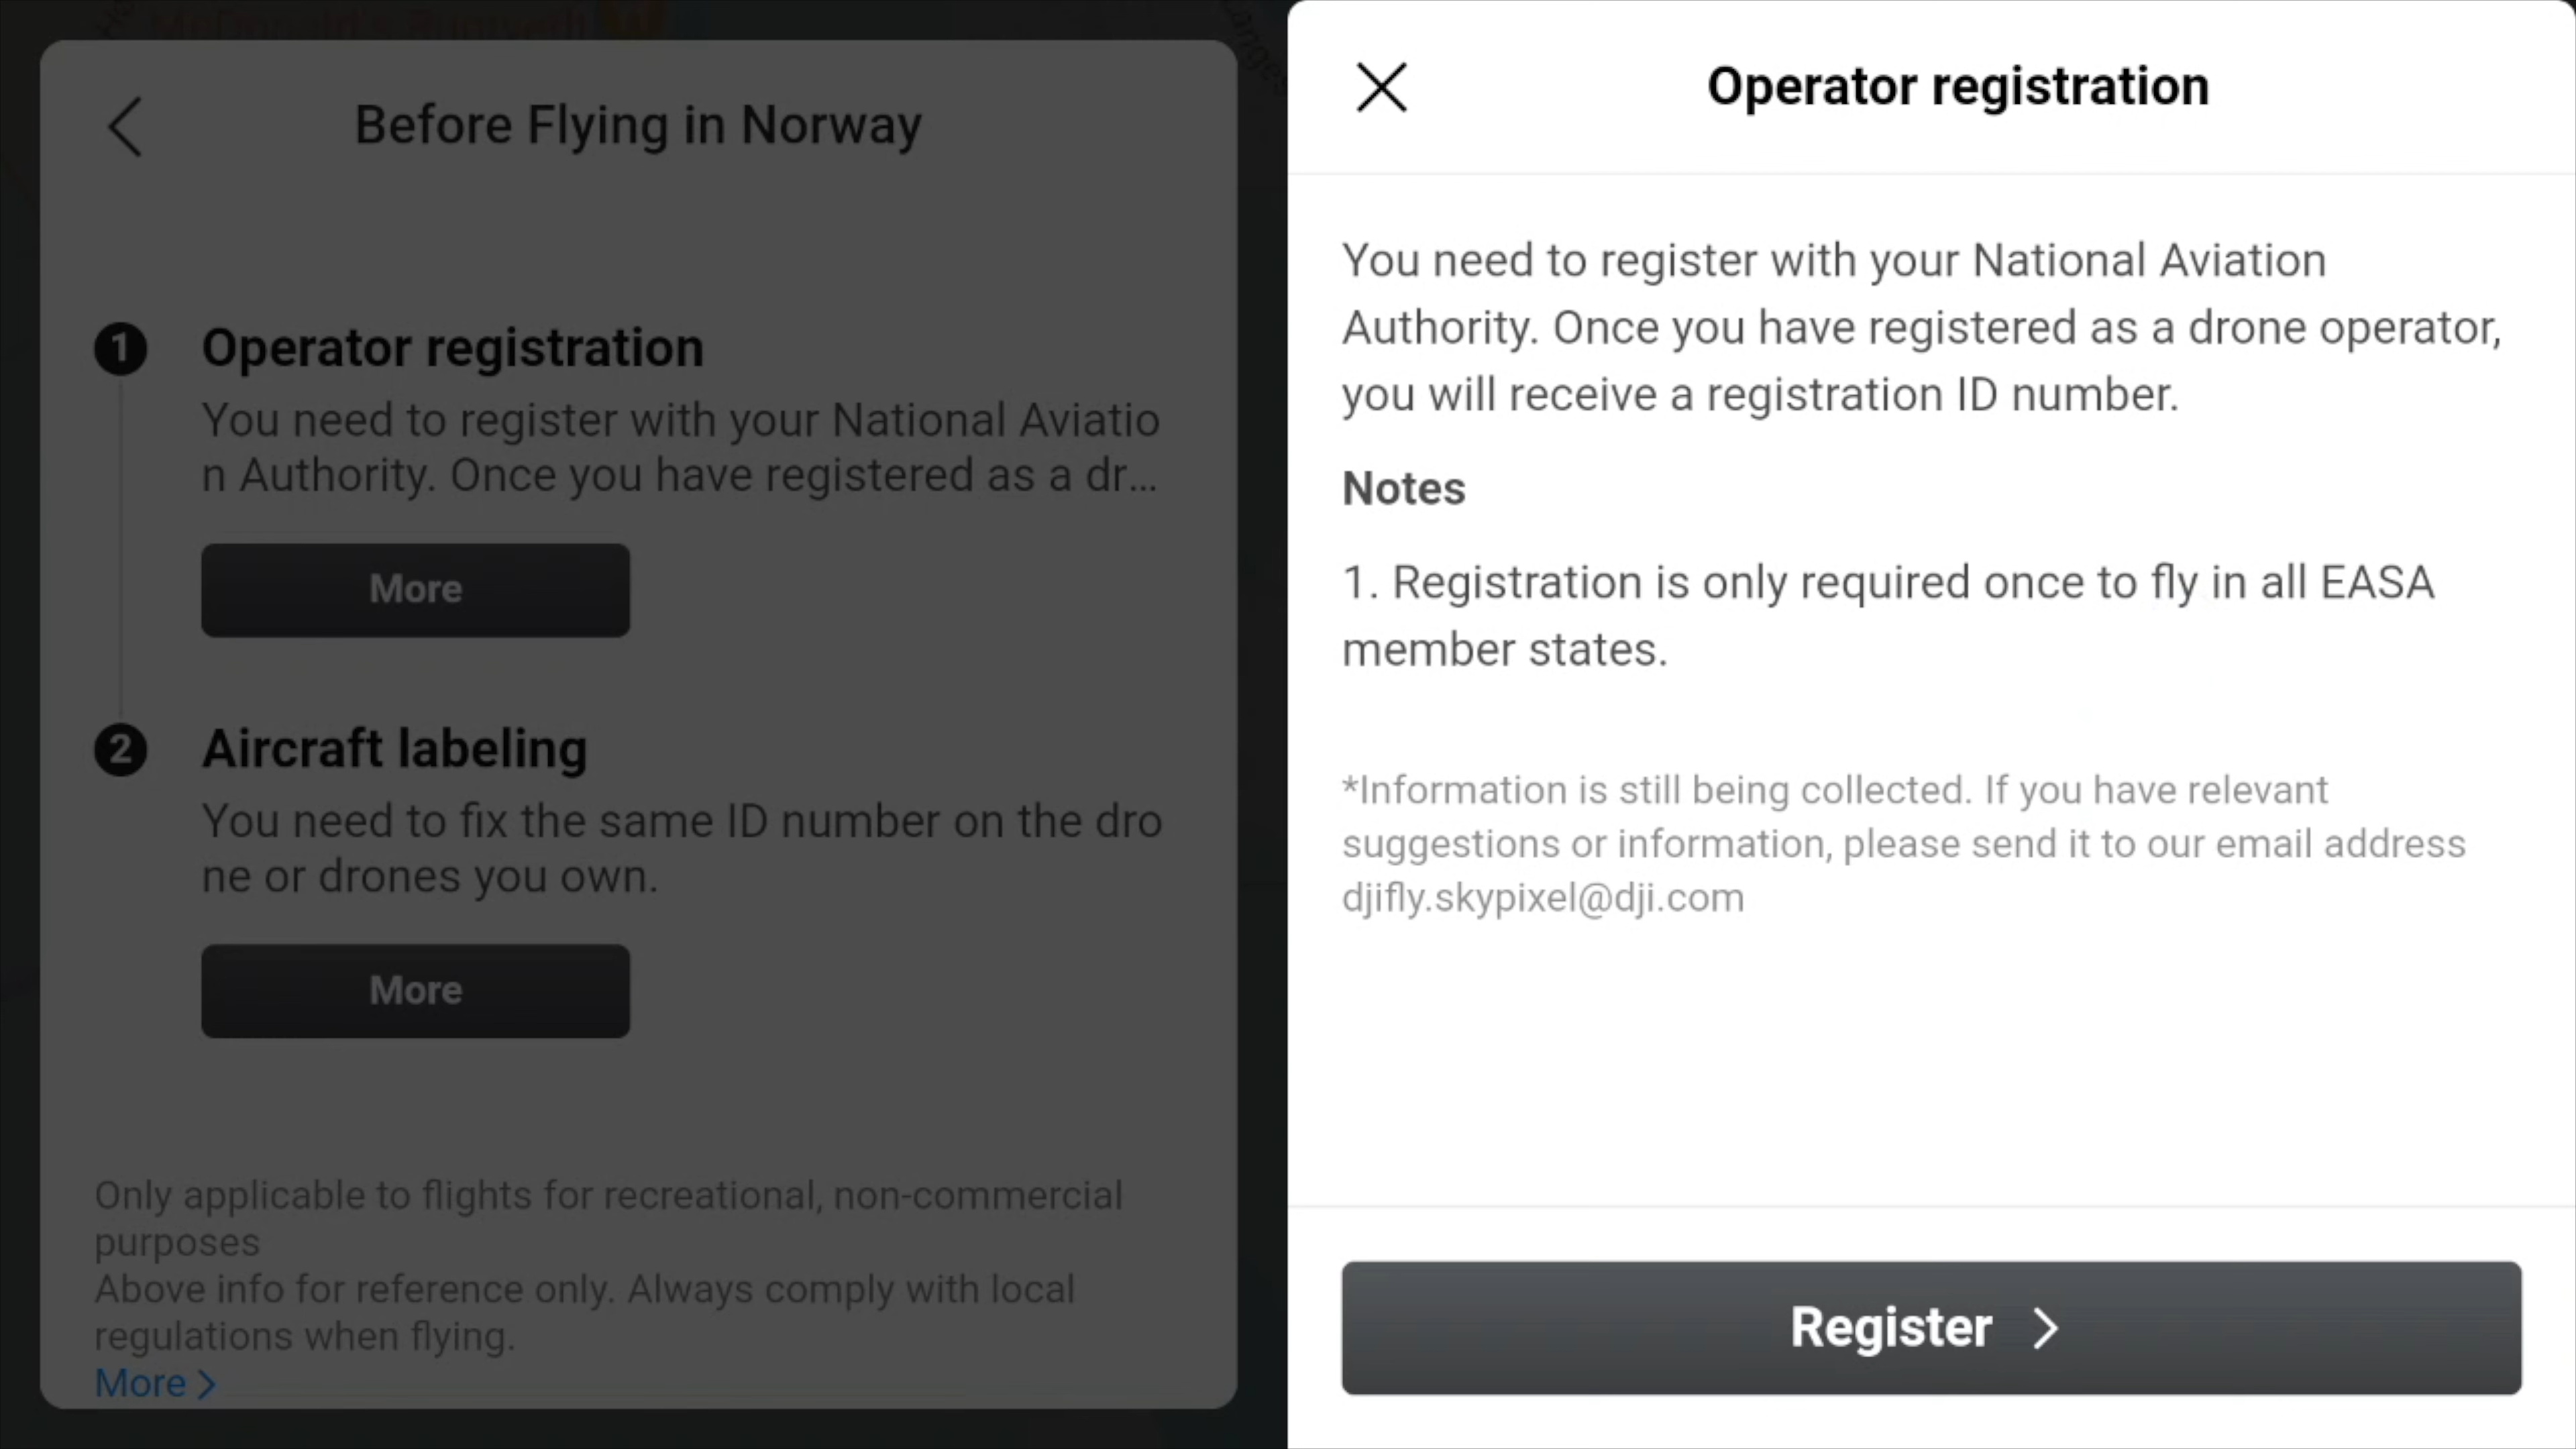 McDonald's
Before Flying in Norway
1 Operator registration
You need to register with your National Aviatio
n Authority. Once you have registered as a dr...
More
2 Aircraft labeling
You need to fix the same ID number on the dro
ne or drones you own.
More
Only applicable to flights for recreational, non-commercial
purposes
Above info for reference only. Always comply with local
regulations when flying.
More >
Operator registration
You need to register with your National Aviation
Authority. Once you have registered as a drone operator,
you will receive a registration ID number.
Notes
1. Registration is only required once to fly in all EASA
member states.
*Information is still being collected. If you have relevant
suggestions or information, please send it to our email address
djifly.skypixel@dji.com
Register >